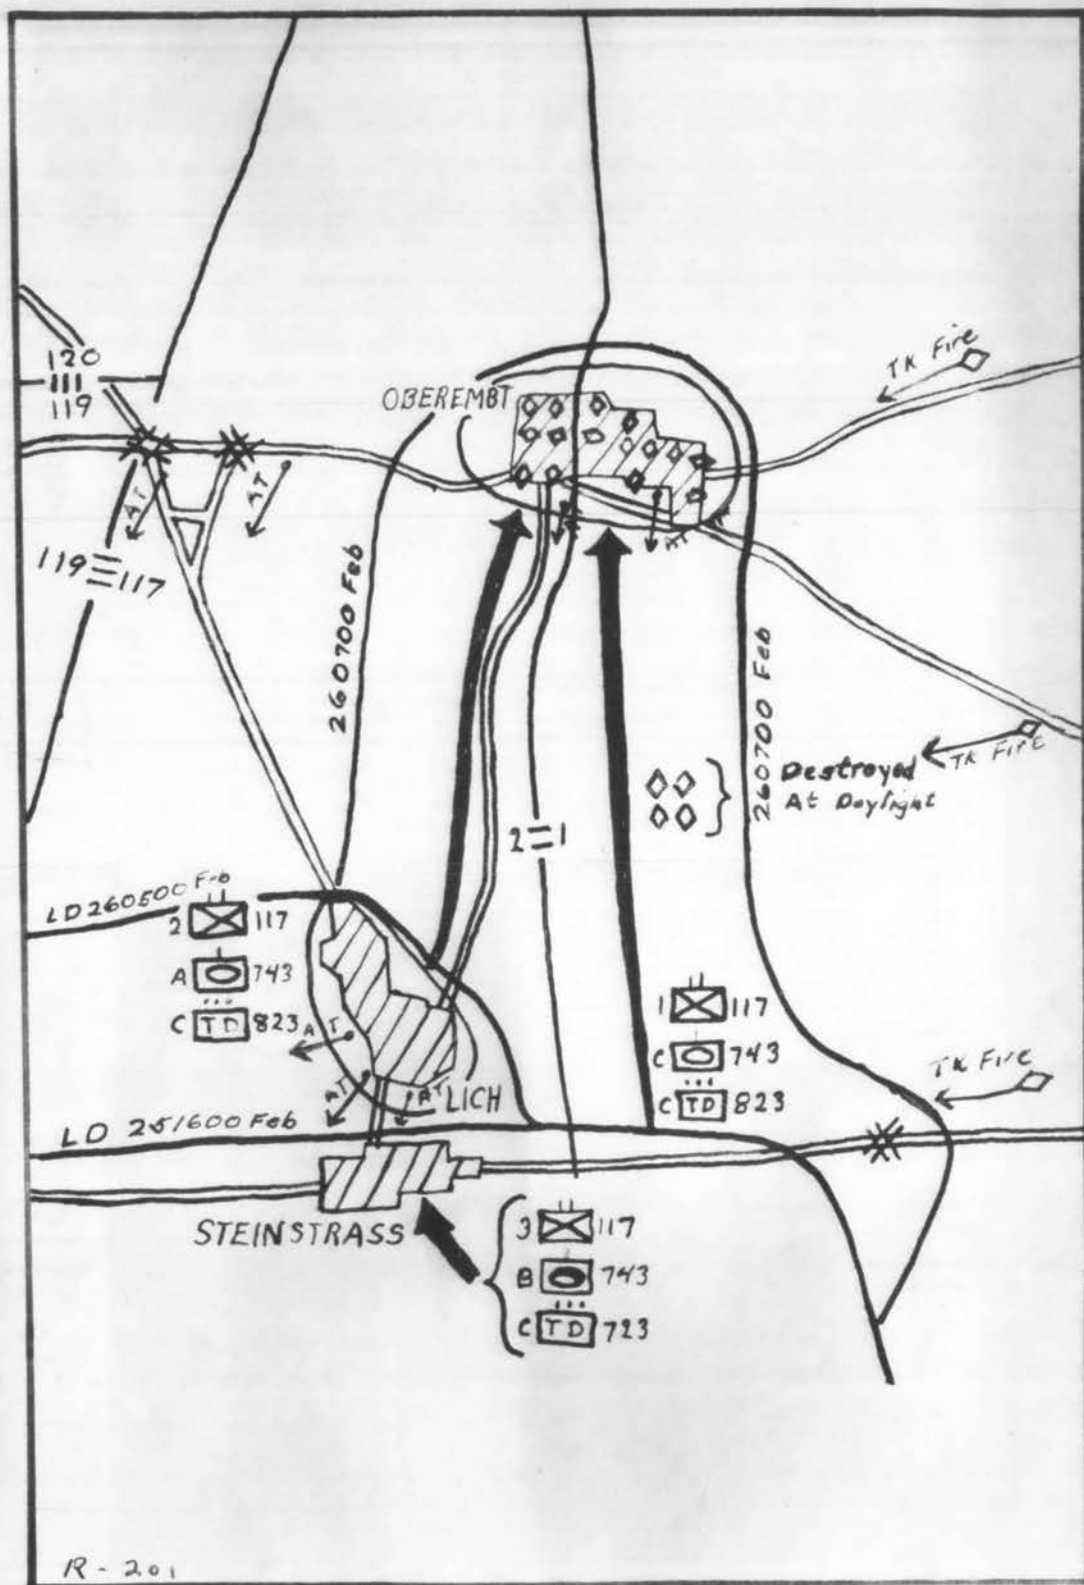 120
119
TK Fire
OBEREMBT
AT
AT
AT
119 117
260700 Feb
260700 Feb
TK FIRE
Destroyed
At Daylight
2 1
LD 260500 Feb
2 117
A 743
C TD 823
1 117
C 743
C TD 823
AT
AT
AT
LICH
TK Fire
LD 251600 Feb
STEINSTRASS
3 117
B 743
C TD 723
R - 201